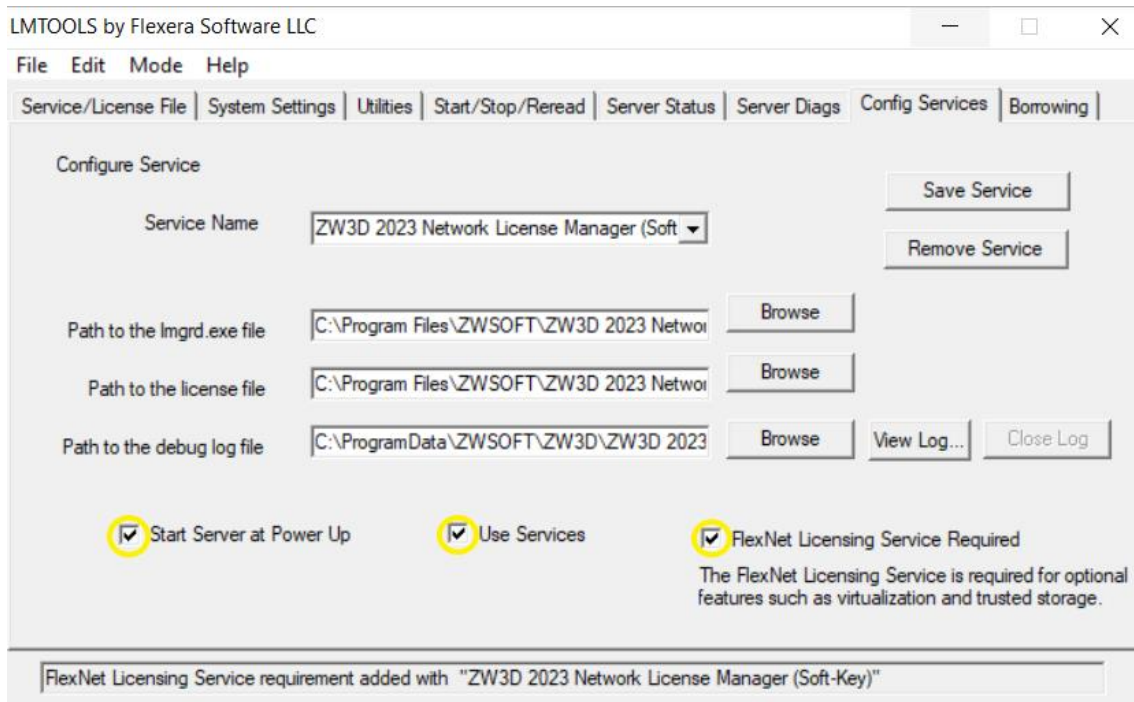 LMTOOLS by Flexera Software LLC
File Edit Mode Help
Service/License File System Settings Utilities Start/Stop/Reread Server Status Server Diags Config Services Borrowing
Configure Service
Save Service
Service Name ZW3D 2023 Network License Manager (Soft
Remove Service
Path to the lmgrd.exe file C:\Program Files\ZWSOFT\ZW3D 2023 Networ Browse
Path to the license file C:\Program Files\ZWSOFT\ZW3D 2023 Networ Browse
Path to the debug log file C:\ProgramData\ZWSOFT\ZW3D\ZW3D 2023 Browse View Log... Close Log
Start Server at Power Up Use Services FlexNet Licensing Service Required
The FlexNet Licensing Service is required for optional
features such as virtualization and trusted storage.
FlexNet Licensing Service requirement added with "ZW3D 2023 Network License Manager (Soft-Key)"